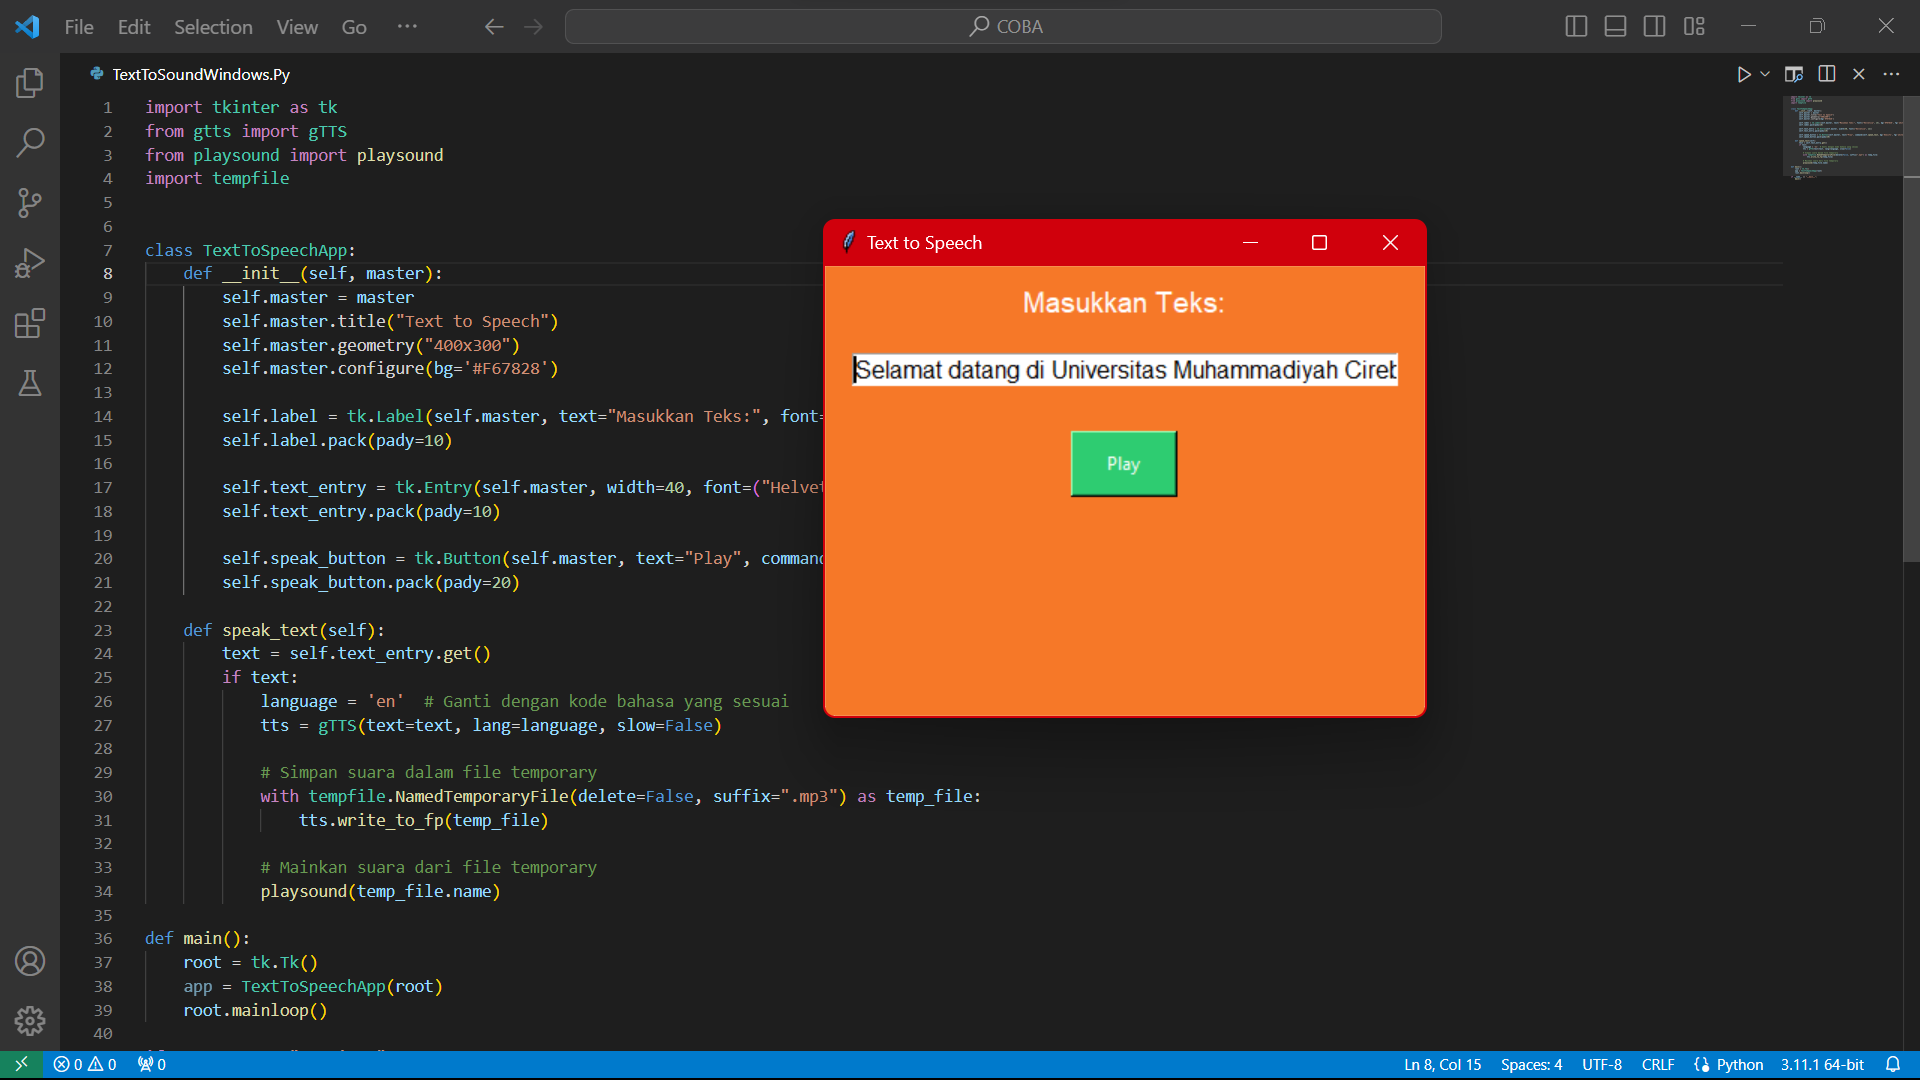 File Edit Selection View Go ··· COBA
TextToSoundWindows.Py
1 import tkinter as tk
2 from gtts import gTTS
3 from playsound import playsound
4 import tempfile
5
6
7 class TextToSpeechApp:
8 def __init__(self, master):
9 self.master = master
10 self.master.title("Text to Speech")
11 self.master.geometry("400x300")
12 self.master.configure(bg='#F67828')
13
14 self.label = tk.Label(self.master, text="Masukkan Teks:", font=
15 self.label.pack(pady=10)
16
17 self.text_entry = tk.Entry(self.master, width=40, font=("Helvet
18 self.text_entry.pack(pady=10)
19
20 self.speak_button = tk.Button(self.master, text="Play", command
21 self.speak_button.pack(pady=20)
22
23 def speak_text(self):
24 text = self.text_entry.get()
25 if text:
26 language = 'en' # Ganti dengan kode bahasa yang sesuai
27 tts = gTTS(text=text, lang=language, slow=False)
28
29 # Simpan suara dalam file temporary
30 with tempfile.NamedTemporaryFile(delete=False, suffix=".mp3") as temp_file:
31 tts.write_to_fp(temp_file)
32
33 # Mainkan suara dari file temporary
34 playsound(temp_file.name)
35
36 def main():
37 root = tk.Tk()
38 app = TextToSpeechApp(root)
39 root.mainloop()
40
Text to Speech
Masukkan Teks:
Selamat datang di Universitas Muhammadiyah Cireb
Play
0 0 0 Ln 8, Col 15 Spaces: 4 UTF-8 CRLF Python 3.11.1 64-bit